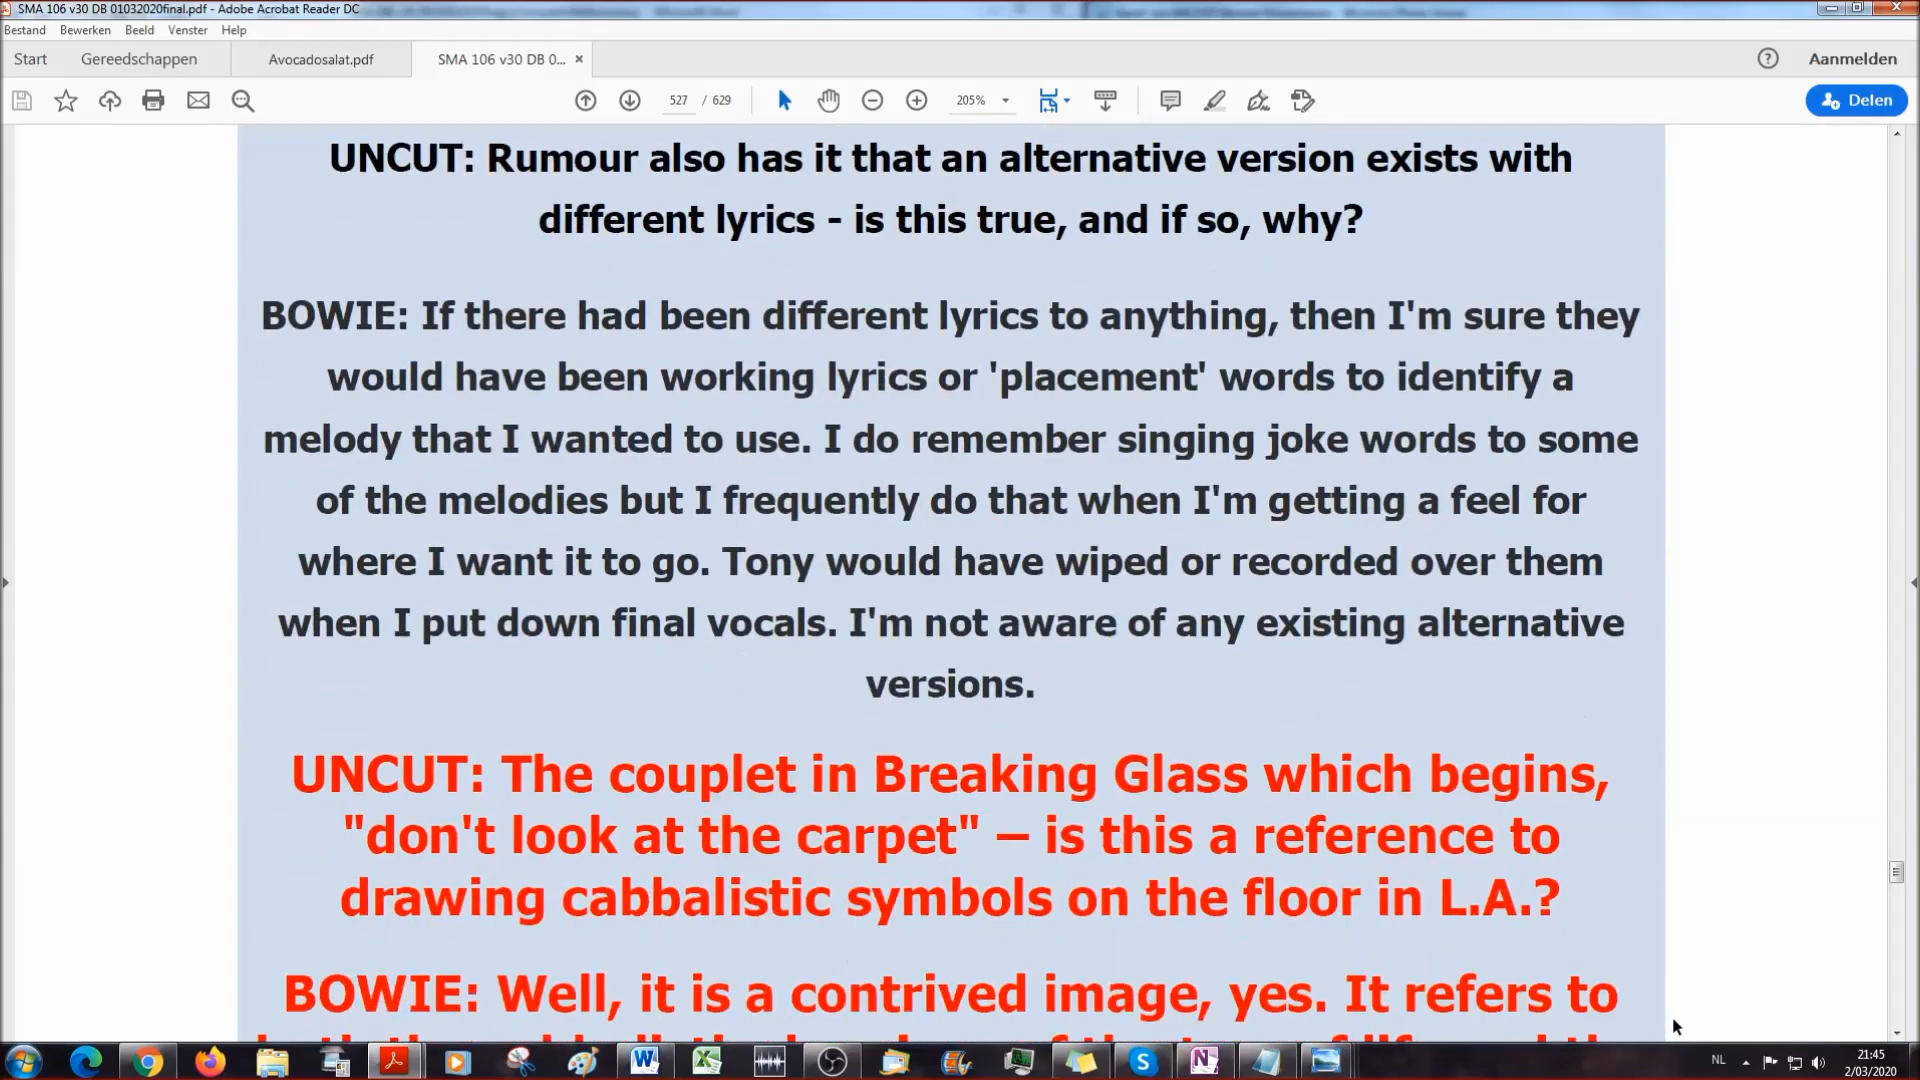 SMA 106 v30 DB 01032020final.pdf - Adobe Acrobat Reader DC
Bestand Bewerken Beeld Venster Help
Start Gereedschappen Avocadosalat.pdf SMA 106 v30 DB 0... × ? Aanmelden
527 / 629 205% Delen
UNCUT: Rumour also has it that an alternative version exists with
different lyrics - is this true, and if so, why?
BOWIE: If there had been different lyrics to anything, then I'm sure they
would have been working lyrics or 'placement' words to identify a
melody that I wanted to use. I do remember singing joke words to some
of the melodies but I frequently do that when I'm getting a feel for
where I want it to go. Tony would have wiped or recorded over them
when I put down final vocals. I'm not aware of any existing alternative
versions.
UNCUT: The couplet in Breaking Glass which begins,
"don't look at the carpet" – is this a reference to
drawing cabbalistic symbols on the floor in L.A.?
BOWIE: Well, it is a contrived image, yes. It refers to
NL 21:45
2/03/2020